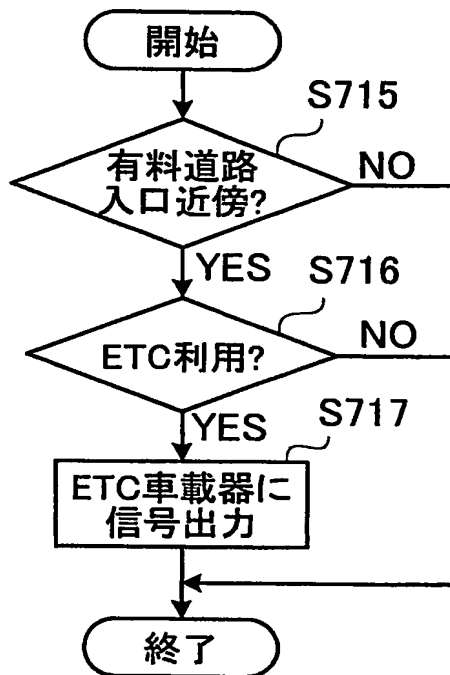 開始
S715
有料道路
入口近傍?
NO
YES
S716
ETC利用?
NO
YES
S717
ETC車載器に
信号出力
終了